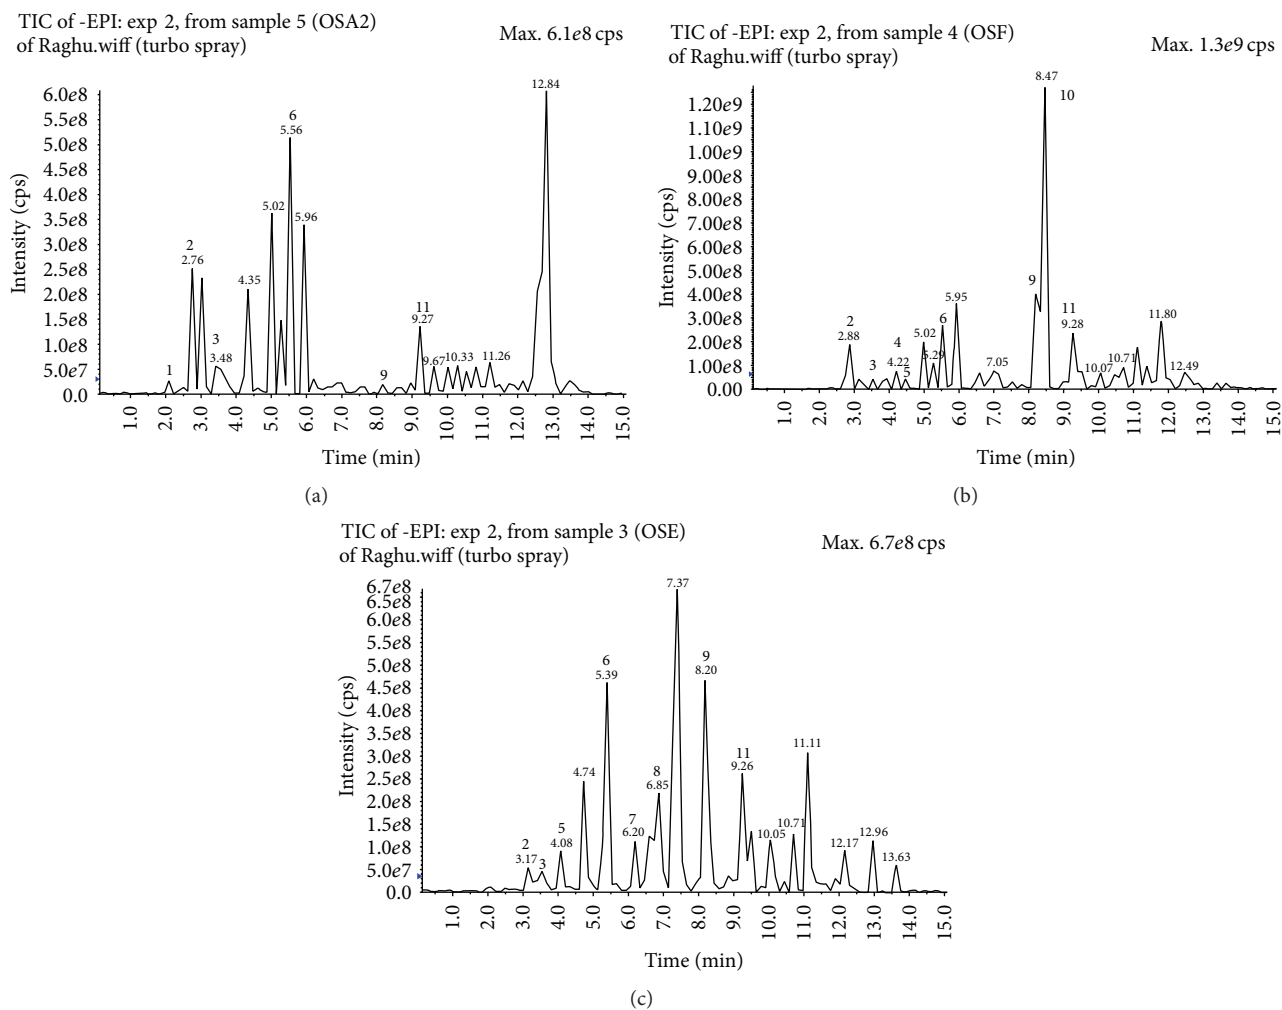 TIC of -EPI: exp 2, from sample 5 (OSA2)
of Raghu.wiff (turbo spray)
Max. 6.1e8 cps
12.84
6.0e8
5.5e8
5.0e8
4.5e8
4.0e8
3.5e8
3.0e8
2.5e8
2.0e8
1.5e8
1.0e8
5.0e7
0.0
Intensity (cps)
6
5.56
5.02
5.96
2
2.76
4.35
3
3.48
1
11
9.27
9
9.67
10.33
11.26
1.0 2.0 3.0 4.0 5.0 6.0 7.0 8.0 9.0 10.0 11.0 12.0 13.0 14.0 15.0
Time (min)
(a)
TIC of -EPI: exp 2, from sample 4 (OSF)
of Raghu.wiff (turbo spray)
Max. 1.3e9 cps
8.47
10
1.20e9
1.10e9
1.00e9
9.00e8
8.00e8
7.00e8
6.00e8
5.00e8
4.00e8
3.00e8
2.00e8
1.00e8
0.00
Intensity (cps)
9
5.95
2
2.88
3
4
4.22
5
5.02
5.29
6
7.05
11
9.28
10.07
10.71
11.80
12.49
1.0 2.0 3.0 4.0 5.0 6.0 7.0 8.0 9.0 10.0 11.0 12.0 13.0 14.0 15.0
Time (min)
(b)
TIC of -EPI: exp 2, from sample 3 (OSE)
of Raghu.wiff (turbo spray)
Max. 6.7e8 cps
7.37
6.7e8
6.5e8
6.0e8
5.5e8
5.0e8
4.5e8
4.0e8
3.5e8
3.0e8
2.5e8
2.0e8
1.5e8
1.0e8
5.0e7
0.0
Intensity (cps)
6
5.39
9
8.20
4.74
8
6.85
11
9.26
11.11
7
6.20
5
4.08
2
3.17
3
10.05
10.71
12.17
12.96
13.63
1.0 2.0 3.0 4.0 5.0 6.0 7.0 8.0 9.0 10.0 11.0 12.0 13.0 14.0 15.0
Time (min)
(c)